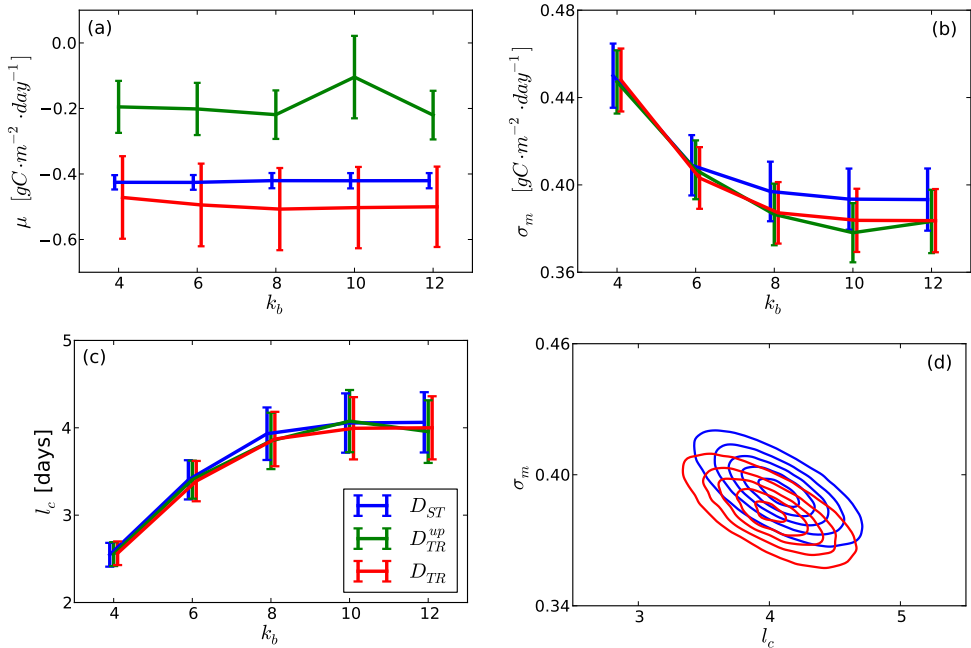 (a)
0.0
−0.2
−0.4
−0.6
μ [gC·m⁻²·day⁻¹]
4 6 8 10 12
k_b
(b)
0.48
0.44
0.40
0.36
σ_m [gC·m⁻²·day⁻¹]
4 6 8 10 12
k_b
(c)
5
4
3
2
l_c [days]
4 6 8 10 12
k_b
D_ST
D_TR^up
D_TR
(d)
0.46
0.40
0.34
σ_m
3 4 5
l_c